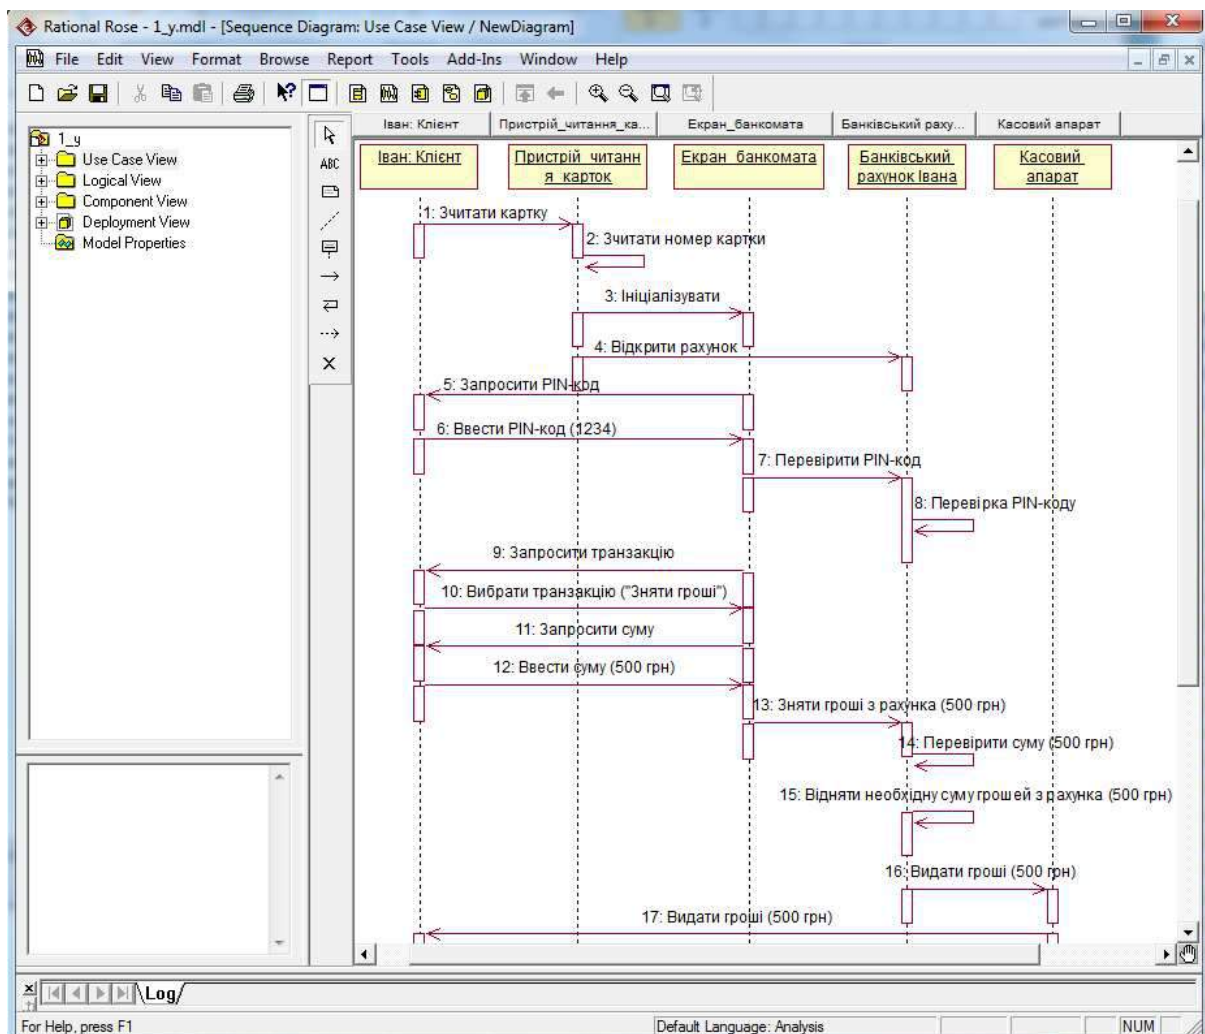 Rational Rose - 1_y.mdl - [Sequence Diagram: Use Case View / NewDiagram]
File Edit View Format Browse Report Tools Add-Ins Window Help
1_y
Use Case View
Logical View
Component View
Deployment View
Model Properties
ABC
Іван: Клієнт
Пристрій_читання_ка...
Екран_банкомата
Банківський раху...
Касовий апарат
Іван: Клієнт
Пристрій_читанн
я_карток
Екран_банкомата
Банківський
рахунок Івана
Касовий
апарат
1: Зчитати картку
2: Зчитати номер картки
3: Ініціалізувати
4: Відкрити рахунок
5: Запросити PIN-код
6: Ввести PIN-код (1234)
7: Перевірити PIN-код
8: Перевірка PIN-коду
9: Запросити транзакцію
10: Вибрати транзакцію ("Зняти гроші")
11: Запросити суму
12: Ввести суму (500 грн)
13: Зняти гроші з рахунка (500 грн)
14: Перевірити суму (500 грн)
15: Відняти необхідну суму грошей з рахунка (500 грн)
16: Видати гроші (500 грн)
17: Видати гроші (500 грн)
Log
For Help, press F1
Default Language: Analysis
NUM